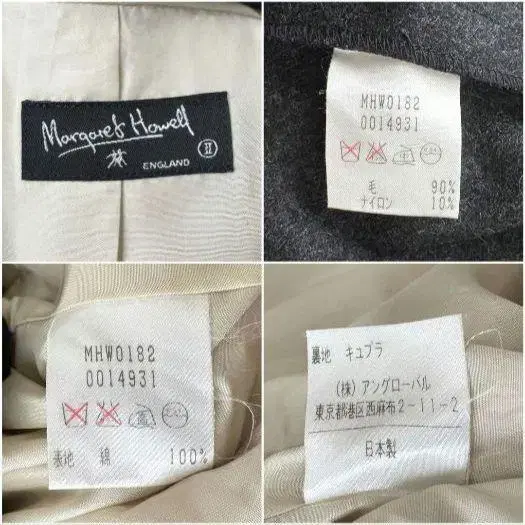 Margaret Howell
II
ENGLAND
MHW0182
0014931
毛 90%
ナイロン 10%
MHW0182
0014931
表地 綿 100%
裏地 キュプラ
(株) アングローバル
東京都港区西麻布2-11-2
日本製